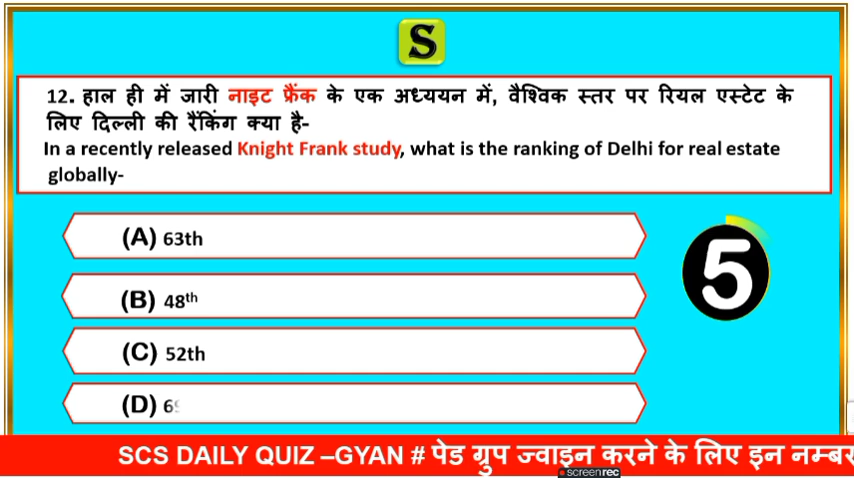 S
12. हाल ही में जारी नाइट फ्रैंक के एक अध्ययन में, वैश्विक स्तर पर रियल एस्टेट के
लिए दिल्ली की रैंकिंग क्या है-
In a recently released Knight Frank study, what is the ranking of Delhi for real estate
globally-
(A) 63th
(B) 48th
5
(C) 52th
(D) 6
SCS DAILY QUIZ –GYAN # पेड ग्रुप ज्वाइन करने के लिए इन नम्बर
screenrec